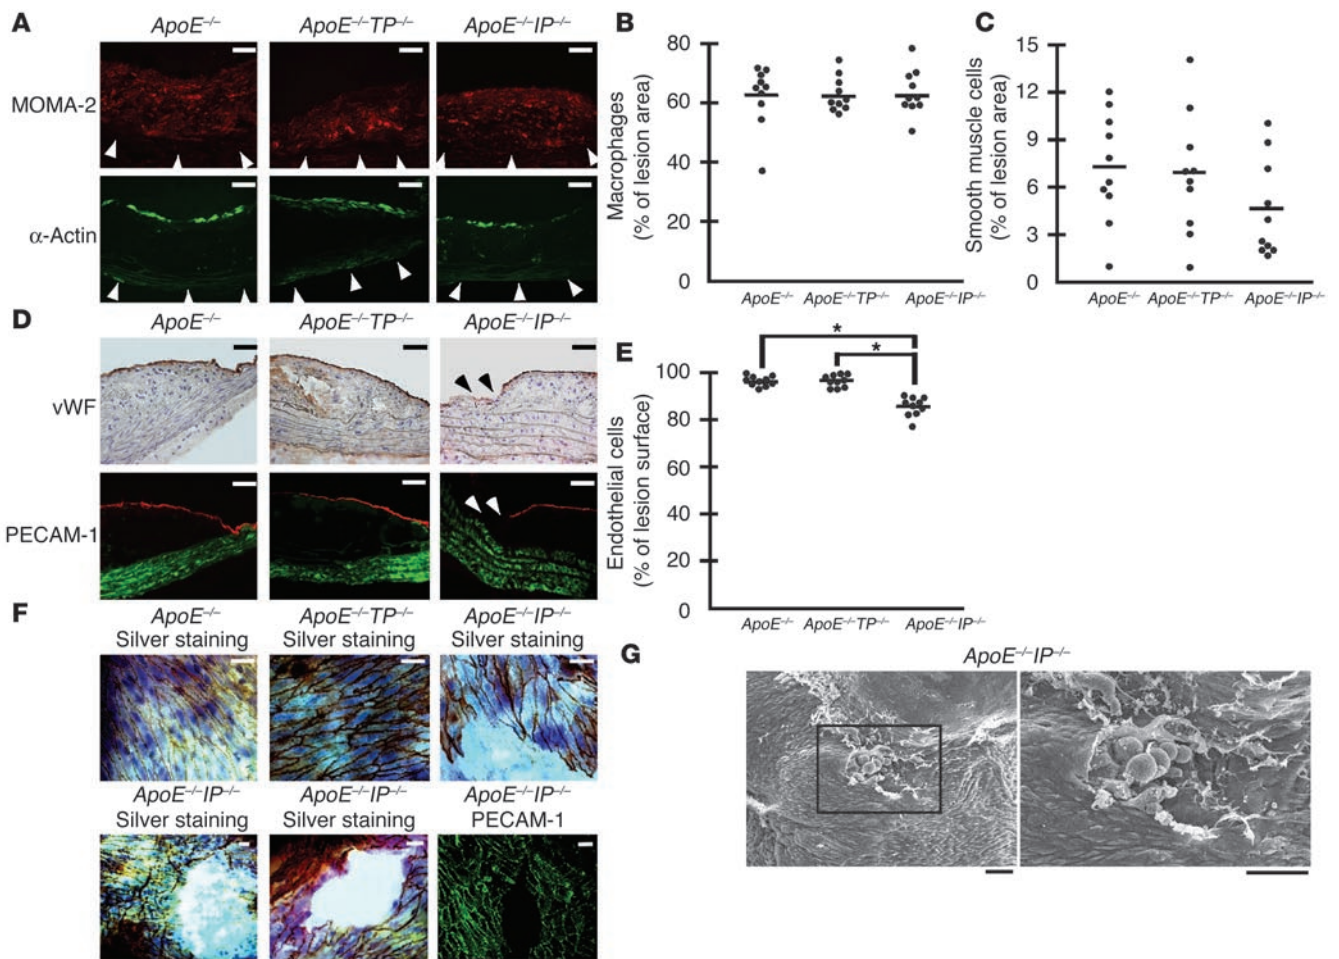 A
ApoE–/–
ApoE–/–TP–/–
ApoE–/–IP–/–
MOMA-2
α-Actin
B
80
60
40
20
0
Macrophages
(% of lesion area)
ApoE–/–
ApoE–/–TP–/–
ApoE–/–IP–/–
C
15
12
9
6
3
0
Smooth muscle cells
(% of lesion area)
ApoE–/–
ApoE–/–TP–/–
ApoE–/–IP–/–
D
ApoE–/–
ApoE–/–TP–/–
ApoE–/–IP–/–
vWF
PECAM-1
E
*
*
100
80
60
40
20
0
Endothelial cells
(% of lesion surface)
ApoE–/–
ApoE–/–TP–/–
ApoE–/–IP–/–
F
ApoE–/–
Silver staining
ApoE–/–TP–/–
Silver staining
ApoE–/–IP–/–
Silver staining
ApoE–/–IP–/–
Silver staining
ApoE–/–IP–/–
Silver staining
ApoE–/–IP–/–
PECAM-1
G
ApoE–/–IP–/–